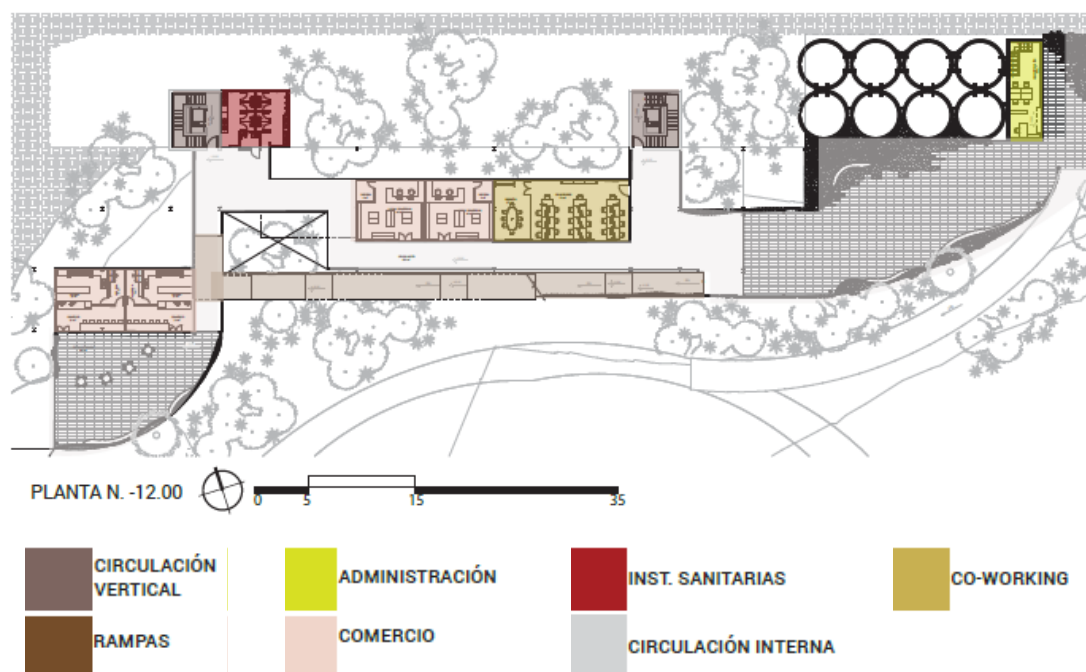 PLANTA N. -12.00
0 5 15 35
CIRCULACIÓN
VERTICAL
ADMINISTRACIÓN
INST. SANITARIAS
CO-WORKING
RAMPAS
COMERCIO
CIRCULACIÓN INTERNA